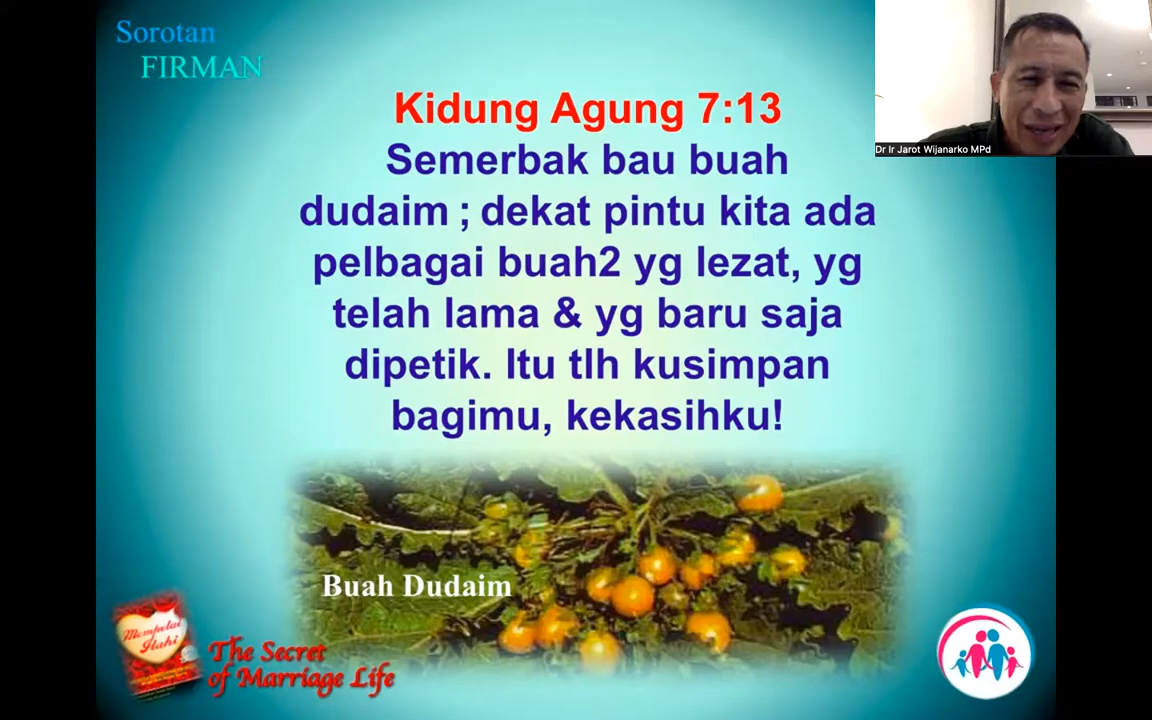 Sorotan
FIRMAN
Kidung Agung 7:13
Semerbak bau buah
dudaim ; dekat pintu kita ada
pelbagai buah2 yg lezat, yg
telah lama & yg baru saja
dipetik. Itu tlh kusimpan
bagimu, kekasihku!
Dr Ir Jarot Wijanarko MPd
Buah Dudaim
Mempelai
Ilahi
The Secret
of Marriage Life